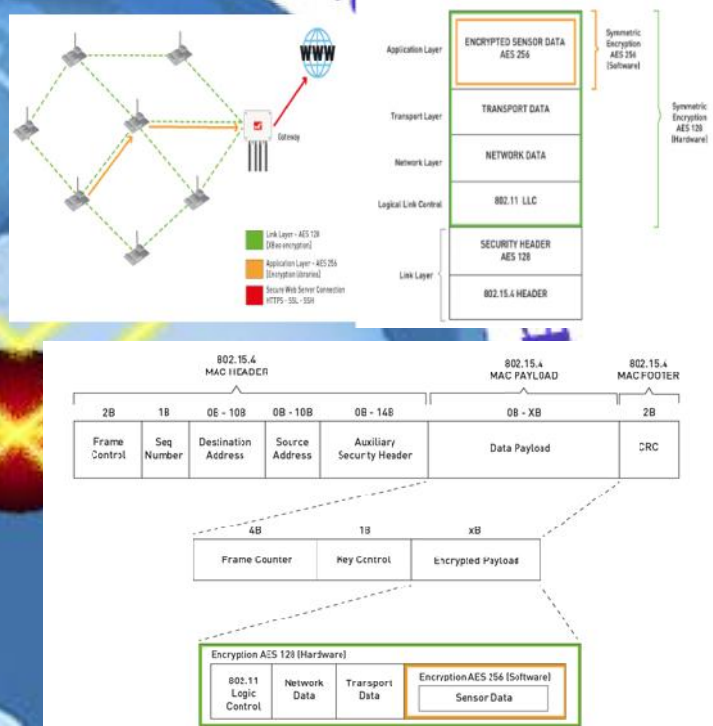 WWW
Gateway
Link Layer - AES 128
(XBee encryption)
Application Layer - AES 256
(Encryption Libraries)
Secure Web Server Connection
HTTPS - SSL - SSH
Application Layer
ENCRYPTED SENSOR DATA
AES 256
Symmetric
Encryption
AES 256
(Software)
Transport Layer
TRANSPORT DATA
Symmetric
Encryption
AES 128
(Hardware)
Network Layer
NETWORK DATA
Logical Link Control
802.11 LLC
Link Layer
SECURITY HEADER
AES 128
802.15.4 HEADER
802.15.4
MAC HEADER
802.15.4
MAC PAYLOAD
802.15.4
MAC FOOTER
2B 1B 0B - 10B 0B - 10B 0B - 14B 0B - XB 2B
Frame
Control
Seq
Number
Destination
Address
Source
Address
Auxiliary
Security Header
Data Payload
CRC
4B 1B xB
Frame Counter
Key Control
Encrypted Payload
Encryption AES 128 (Hardware)
802.11
Logic
Control
Network
Data
Transport
Data
Encryption AES 256 (Software)
Sensor Data